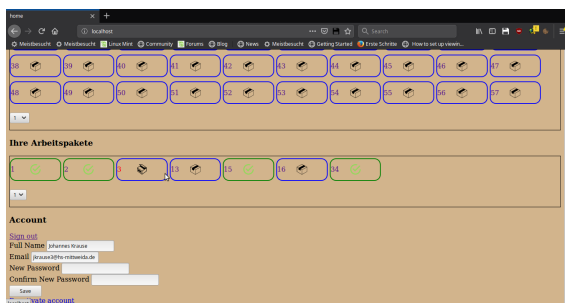 home
localhost
Search
Meistbesucht Meistbesucht Linux Mint Community Forums Blog News Meistbesucht Getting Started Erste Schritte How to set up viewin...
38 39 40 41 42 43 44 45 46 47
48 49 50 51 52 53 54 55 56 57
1
Ihre Arbeitspakete
1 2 3 13 15 16 34
1
Account
Sign out
Full Name Johannes Krause
Email jkrause3@hs-mittweida.de
New Password
Confirm New Password
Save
account